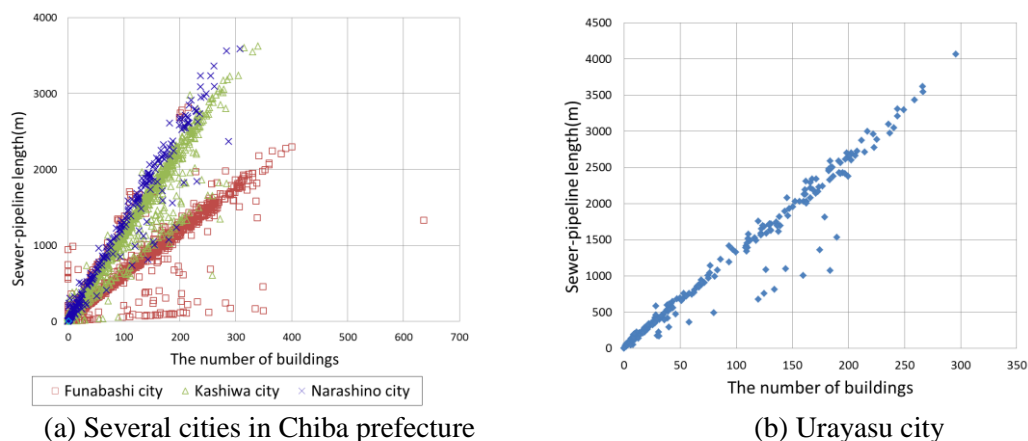 4000
3000
2000
1000
0
Sewer-pipeline length(m)
0 100 200 300 400 500 600 700
The number of buildings
□ Funabashi city △ Kashiwa city × Narashino city
(a) Several cities in Chiba prefecture
4500
4000
3500
3000
2500
2000
1500
1000
500
0
Sewer-pipeline length(m)
0 50 100 150 200 250 300 350
The number of buildings
(b) Urayasu city